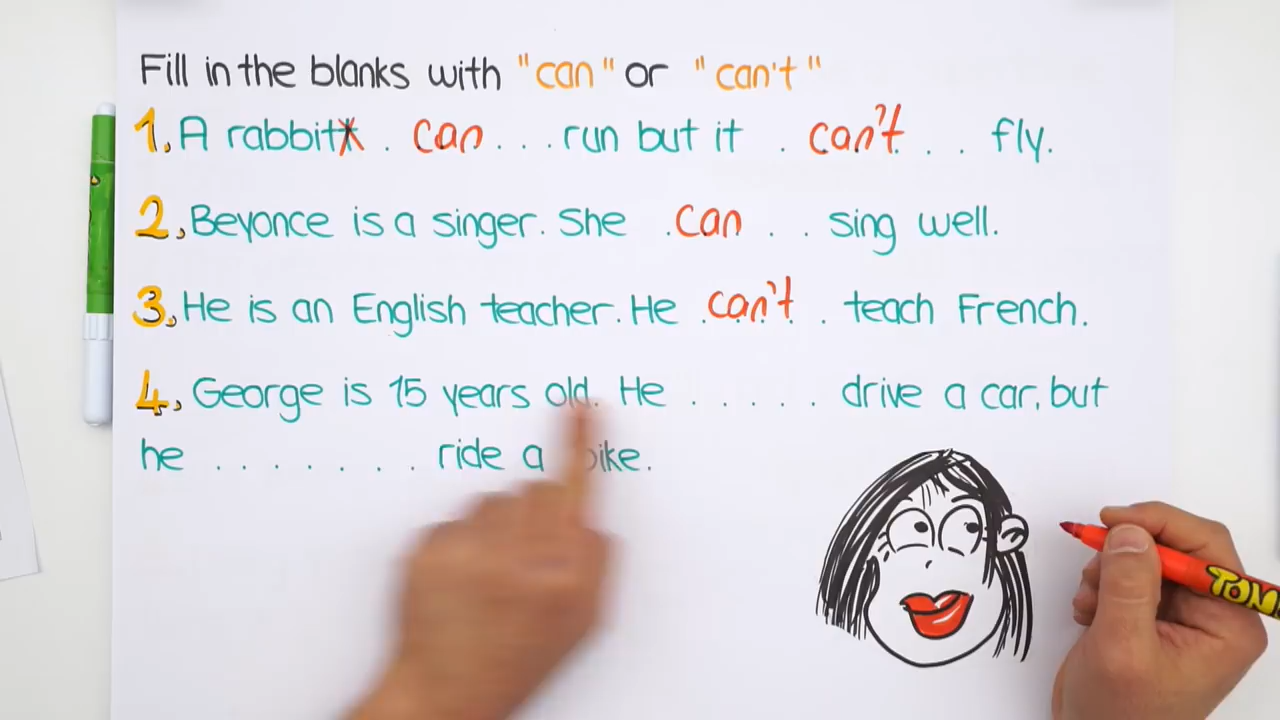 Fill in the blanks with "can" or "can't"
1. A rabbit . can . . . run but it . can't . . . fly.
2, Beyonce is a singer. She . can . . sing well.
3, He is an English teacher. He can't . teach French.
4, George is 15 years old. He . . . . . drive a car, but
he . . . . . . . ride a bike.
TOM